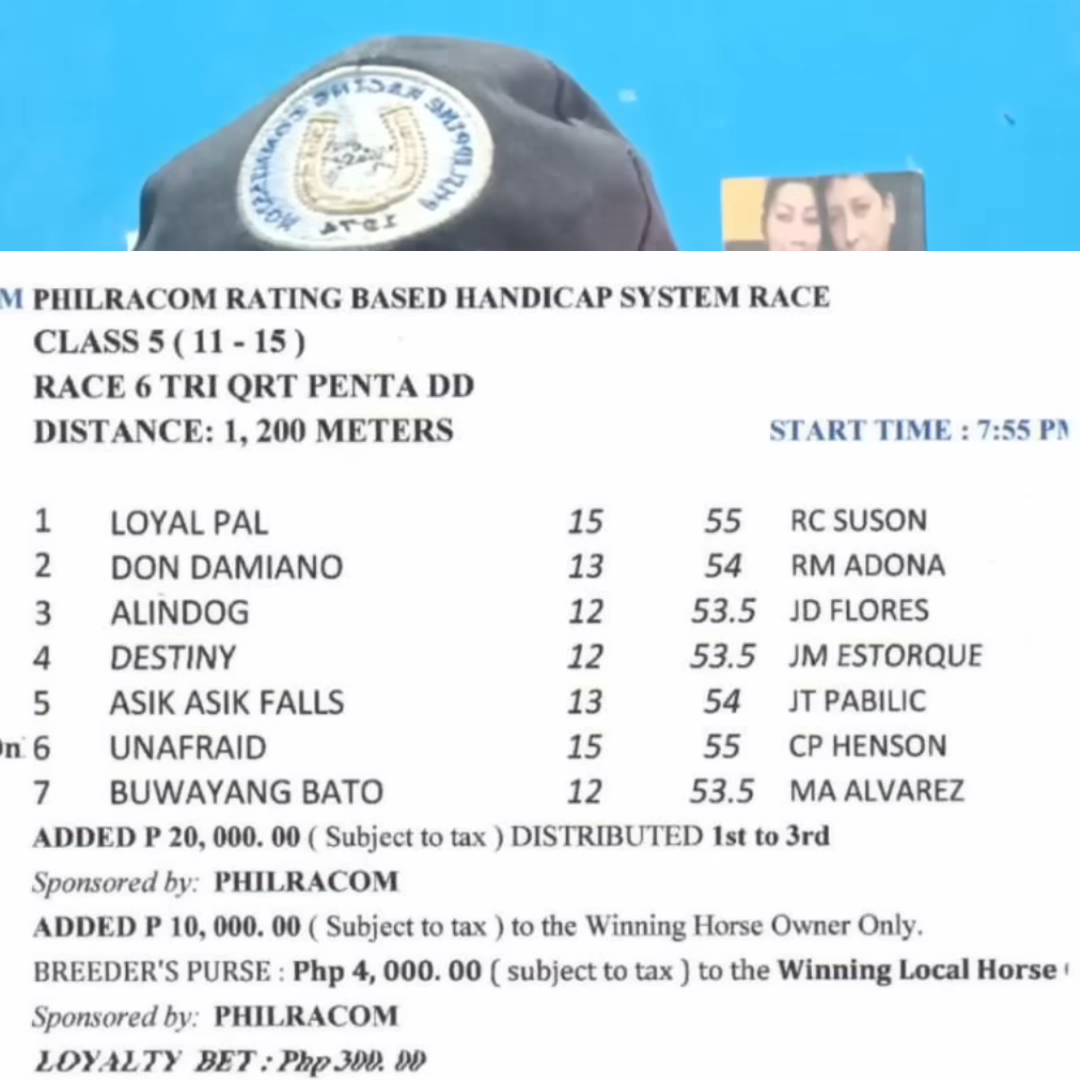 PHILIPPINE RACING COMMISSION
1974
M PHILRACOM RATING BASED HANDICAP SYSTEM RACE
CLASS 5 ( 11 - 15 )
RACE 6 TRI QRT PENTA DD
DISTANCE: 1, 200 METERS START TIME : 7:55 PM
1 LOYAL PAL 15 55 RC SUSON
2 DON DAMIANO 13 54 RM ADONA
3 ALINDOG 12 53.5 JD FLORES
4 DESTINY 12 53.5 JM ESTORQUE
5 ASIK ASIK FALLS 13 54 JT PABILIC
6 UNAFRAID 15 55 CP HENSON
7 BUWAYANG BATO 12 53.5 MA ALVAREZ
ADDED P 20, 000. 00 ( Subject to tax ) DISTRIBUTED 1st to 3rd
Sponsored by: PHILRACOM
ADDED P 10, 000. 00 ( Subject to tax ) to the Winning Horse Owner Only.
BREEDER'S PURSE : Php 4, 000. 00 ( subject to tax ) to the Winning Local Horse
Sponsored by: PHILRACOM
LOYALTY BET : Php 300. 00